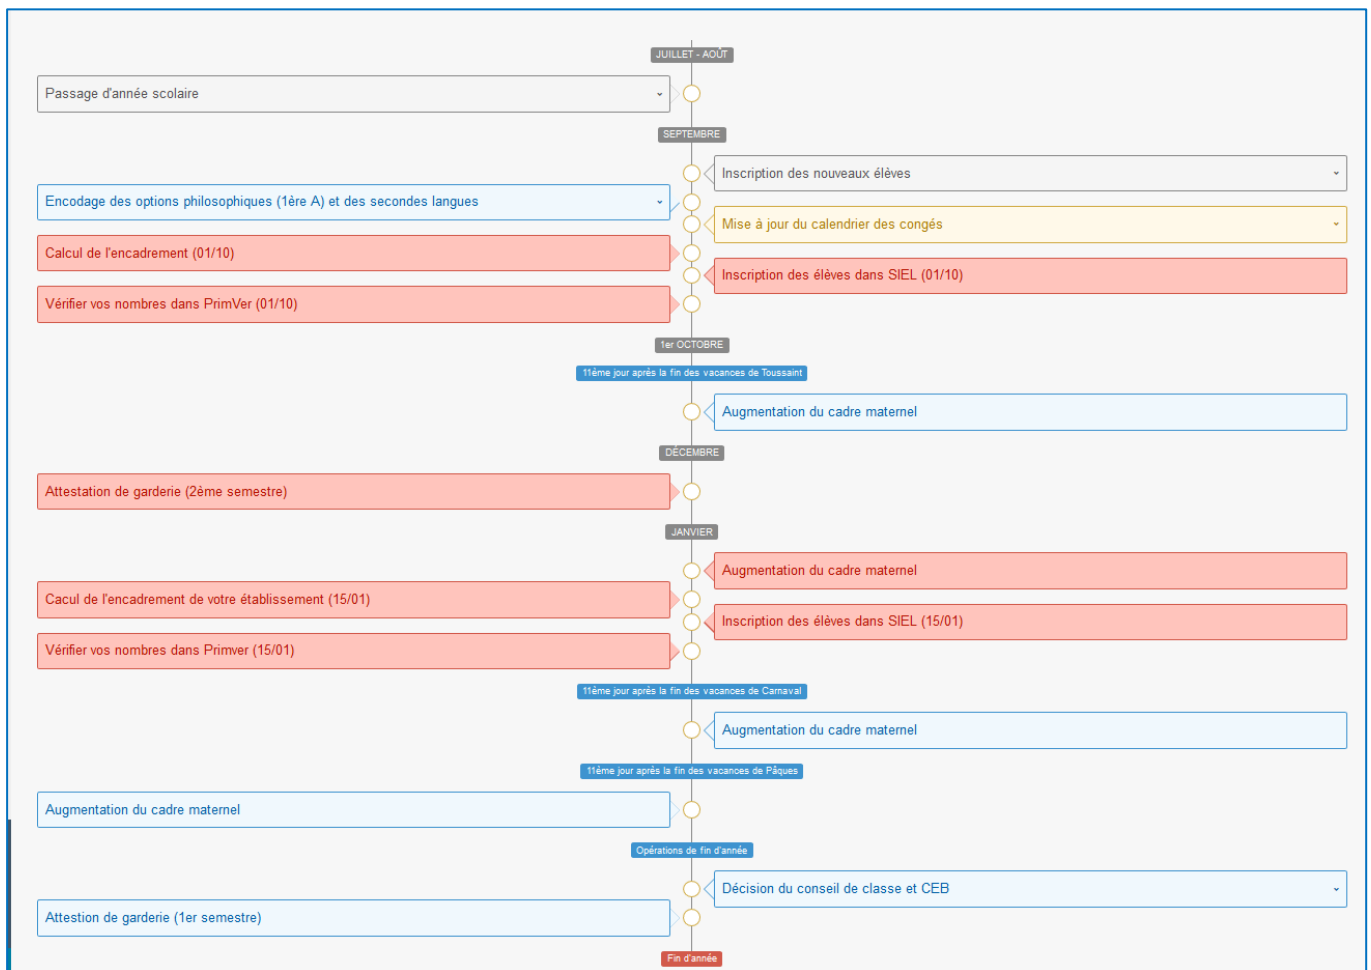 JUILLET - AOÛT
Passage d'année scolaire
SEPTEMBRE
Inscription des nouveaux élèves
Encodage des options philosophiques (1ère A) et des secondes langues
Mise à jour du calendrier des congés
Calcul de l'encadrement (01/10)
Inscription des élèves dans SIEL (01/10)
Vérifier vos nombres dans PrimVer (01/10)
1er OCTOBRE
11ème jour après la fin des vacances de Toussaint
Augmentation du cadre maternel
DÉCEMBRE
Attestation de garderie (2ème semestre)
JANVIER
Augmentation du cadre maternel
Cacul de l'encadrement de votre établissement (15/01)
Inscription des élèves dans SIEL (15/01)
Vérifier vos nombres dans Primver (15/01)
11ème jour après la fin des vacances de Carnaval
Augmentation du cadre maternel
11ème jour après la fin des vacances de Pâques
Augmentation du cadre maternel
Opérations de fin d'année
Décision du conseil de classe et CEB
Attestion de garderie (1er semestre)
Fin d'année